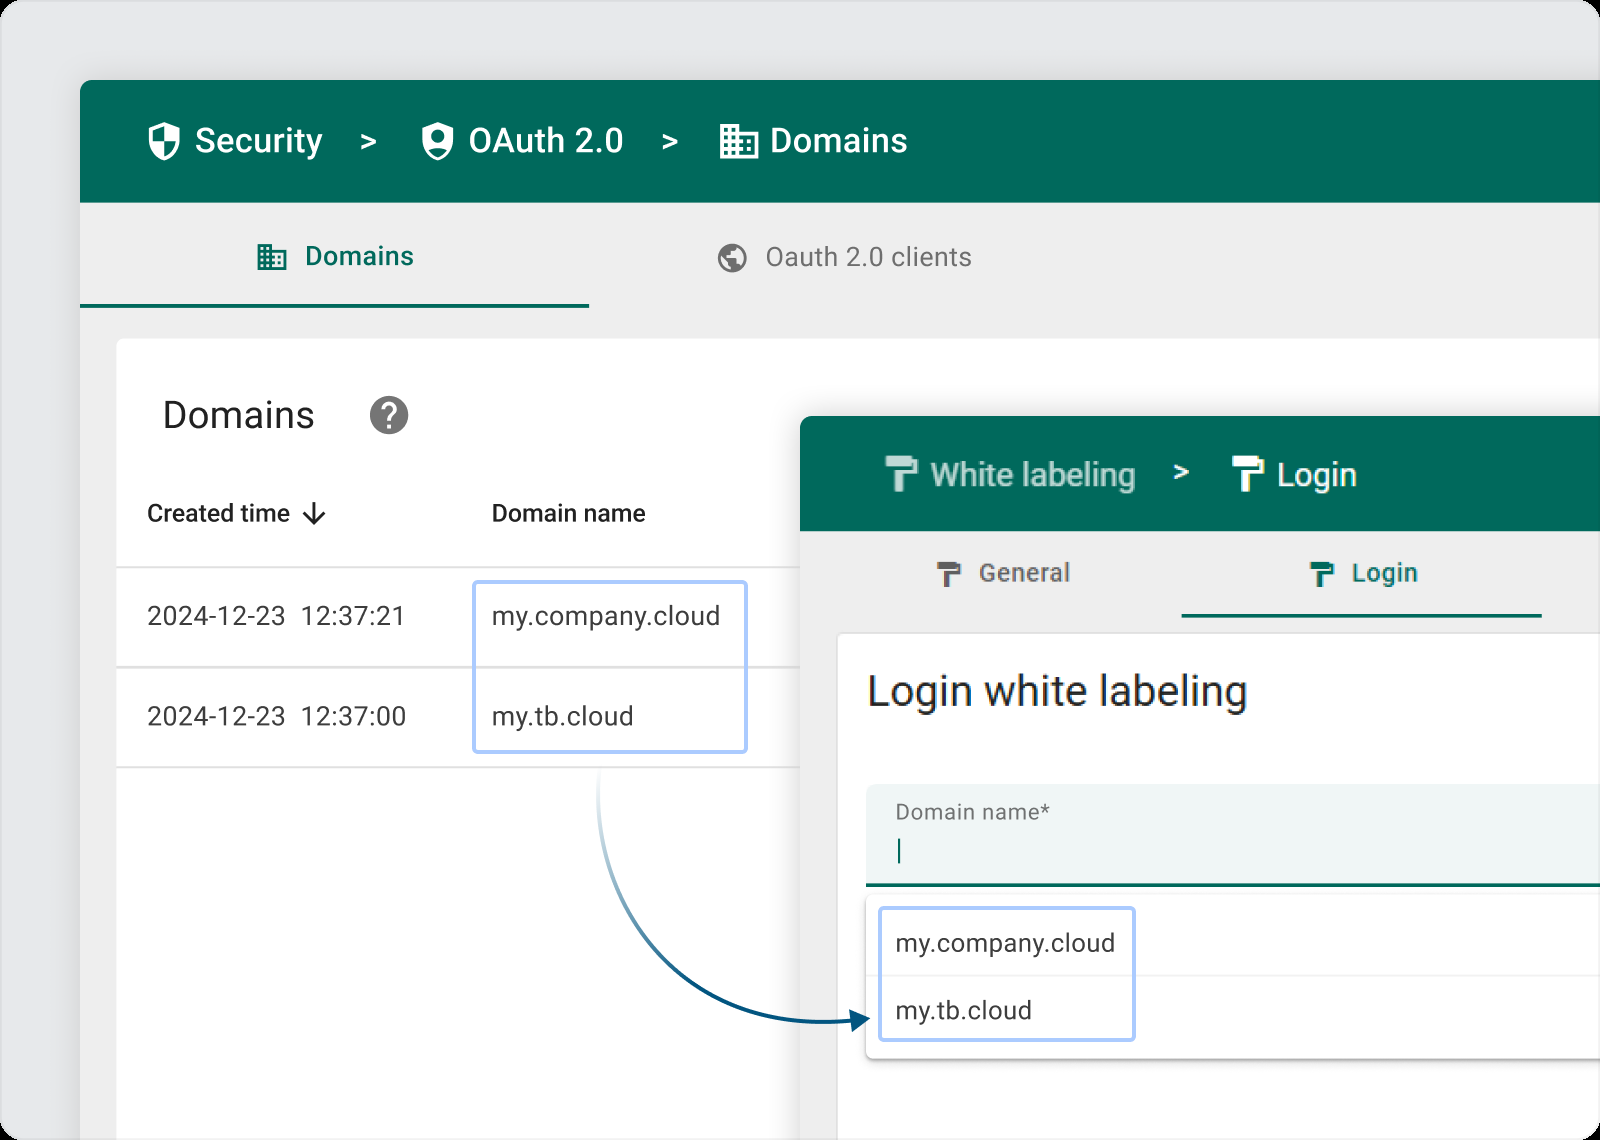 Security > OAuth 2.0 > Domains
Domains Oauth 2.0 clients
Domains ?
Created time Domain name
2024-12-23 12:37:21 my.company.cloud
2024-12-23 12:37:00 my.tb.cloud
White labeling > Login
General Login
Login white labeling
Domain name*
my.company.cloud
my.tb.cloud